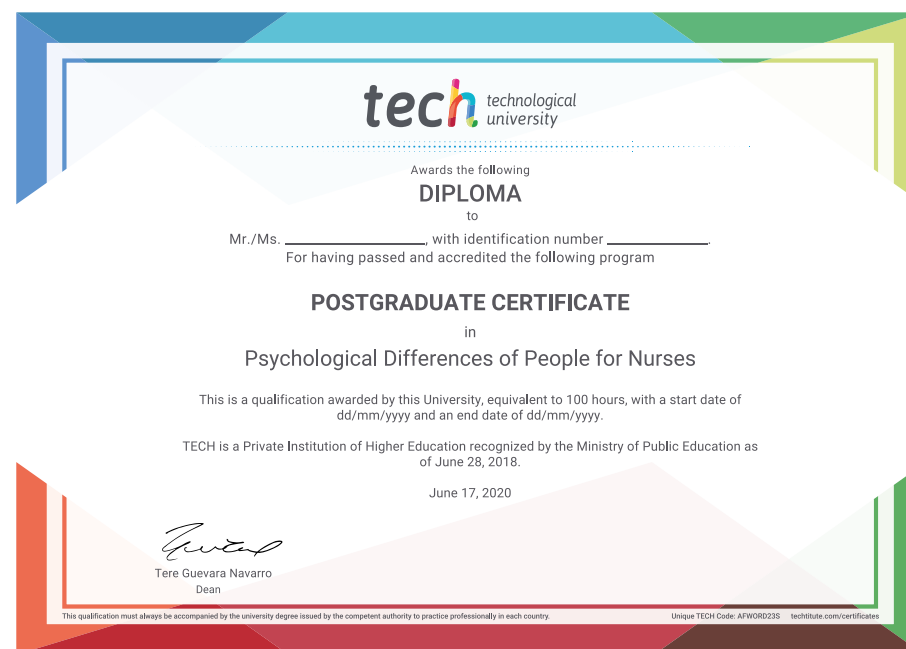 tech technological
university
Awards the following
DIPLOMA
to
Mr./Ms. ____________, with identification number _________.
For having passed and accredited the following program
POSTGRADUATE CERTIFICATE
in
Psychological Differences of People for Nurses
This is a qualification awarded by this University, equivalent to 100 hours, with a start date of
dd/mm/yyyy and an end date of dd/mm/yyyy.
TECH is a Private Institution of Higher Education recognized by the Ministry of Public Education as
of June 28, 2018.
June 17, 2020
Tere Guevara Navarro
Dean
This qualification must always be accompanied by the university degree issued by the competent authority to practice professionally in each country.
Unique TECH Code: AFWORD23S techtitute.com/certificates